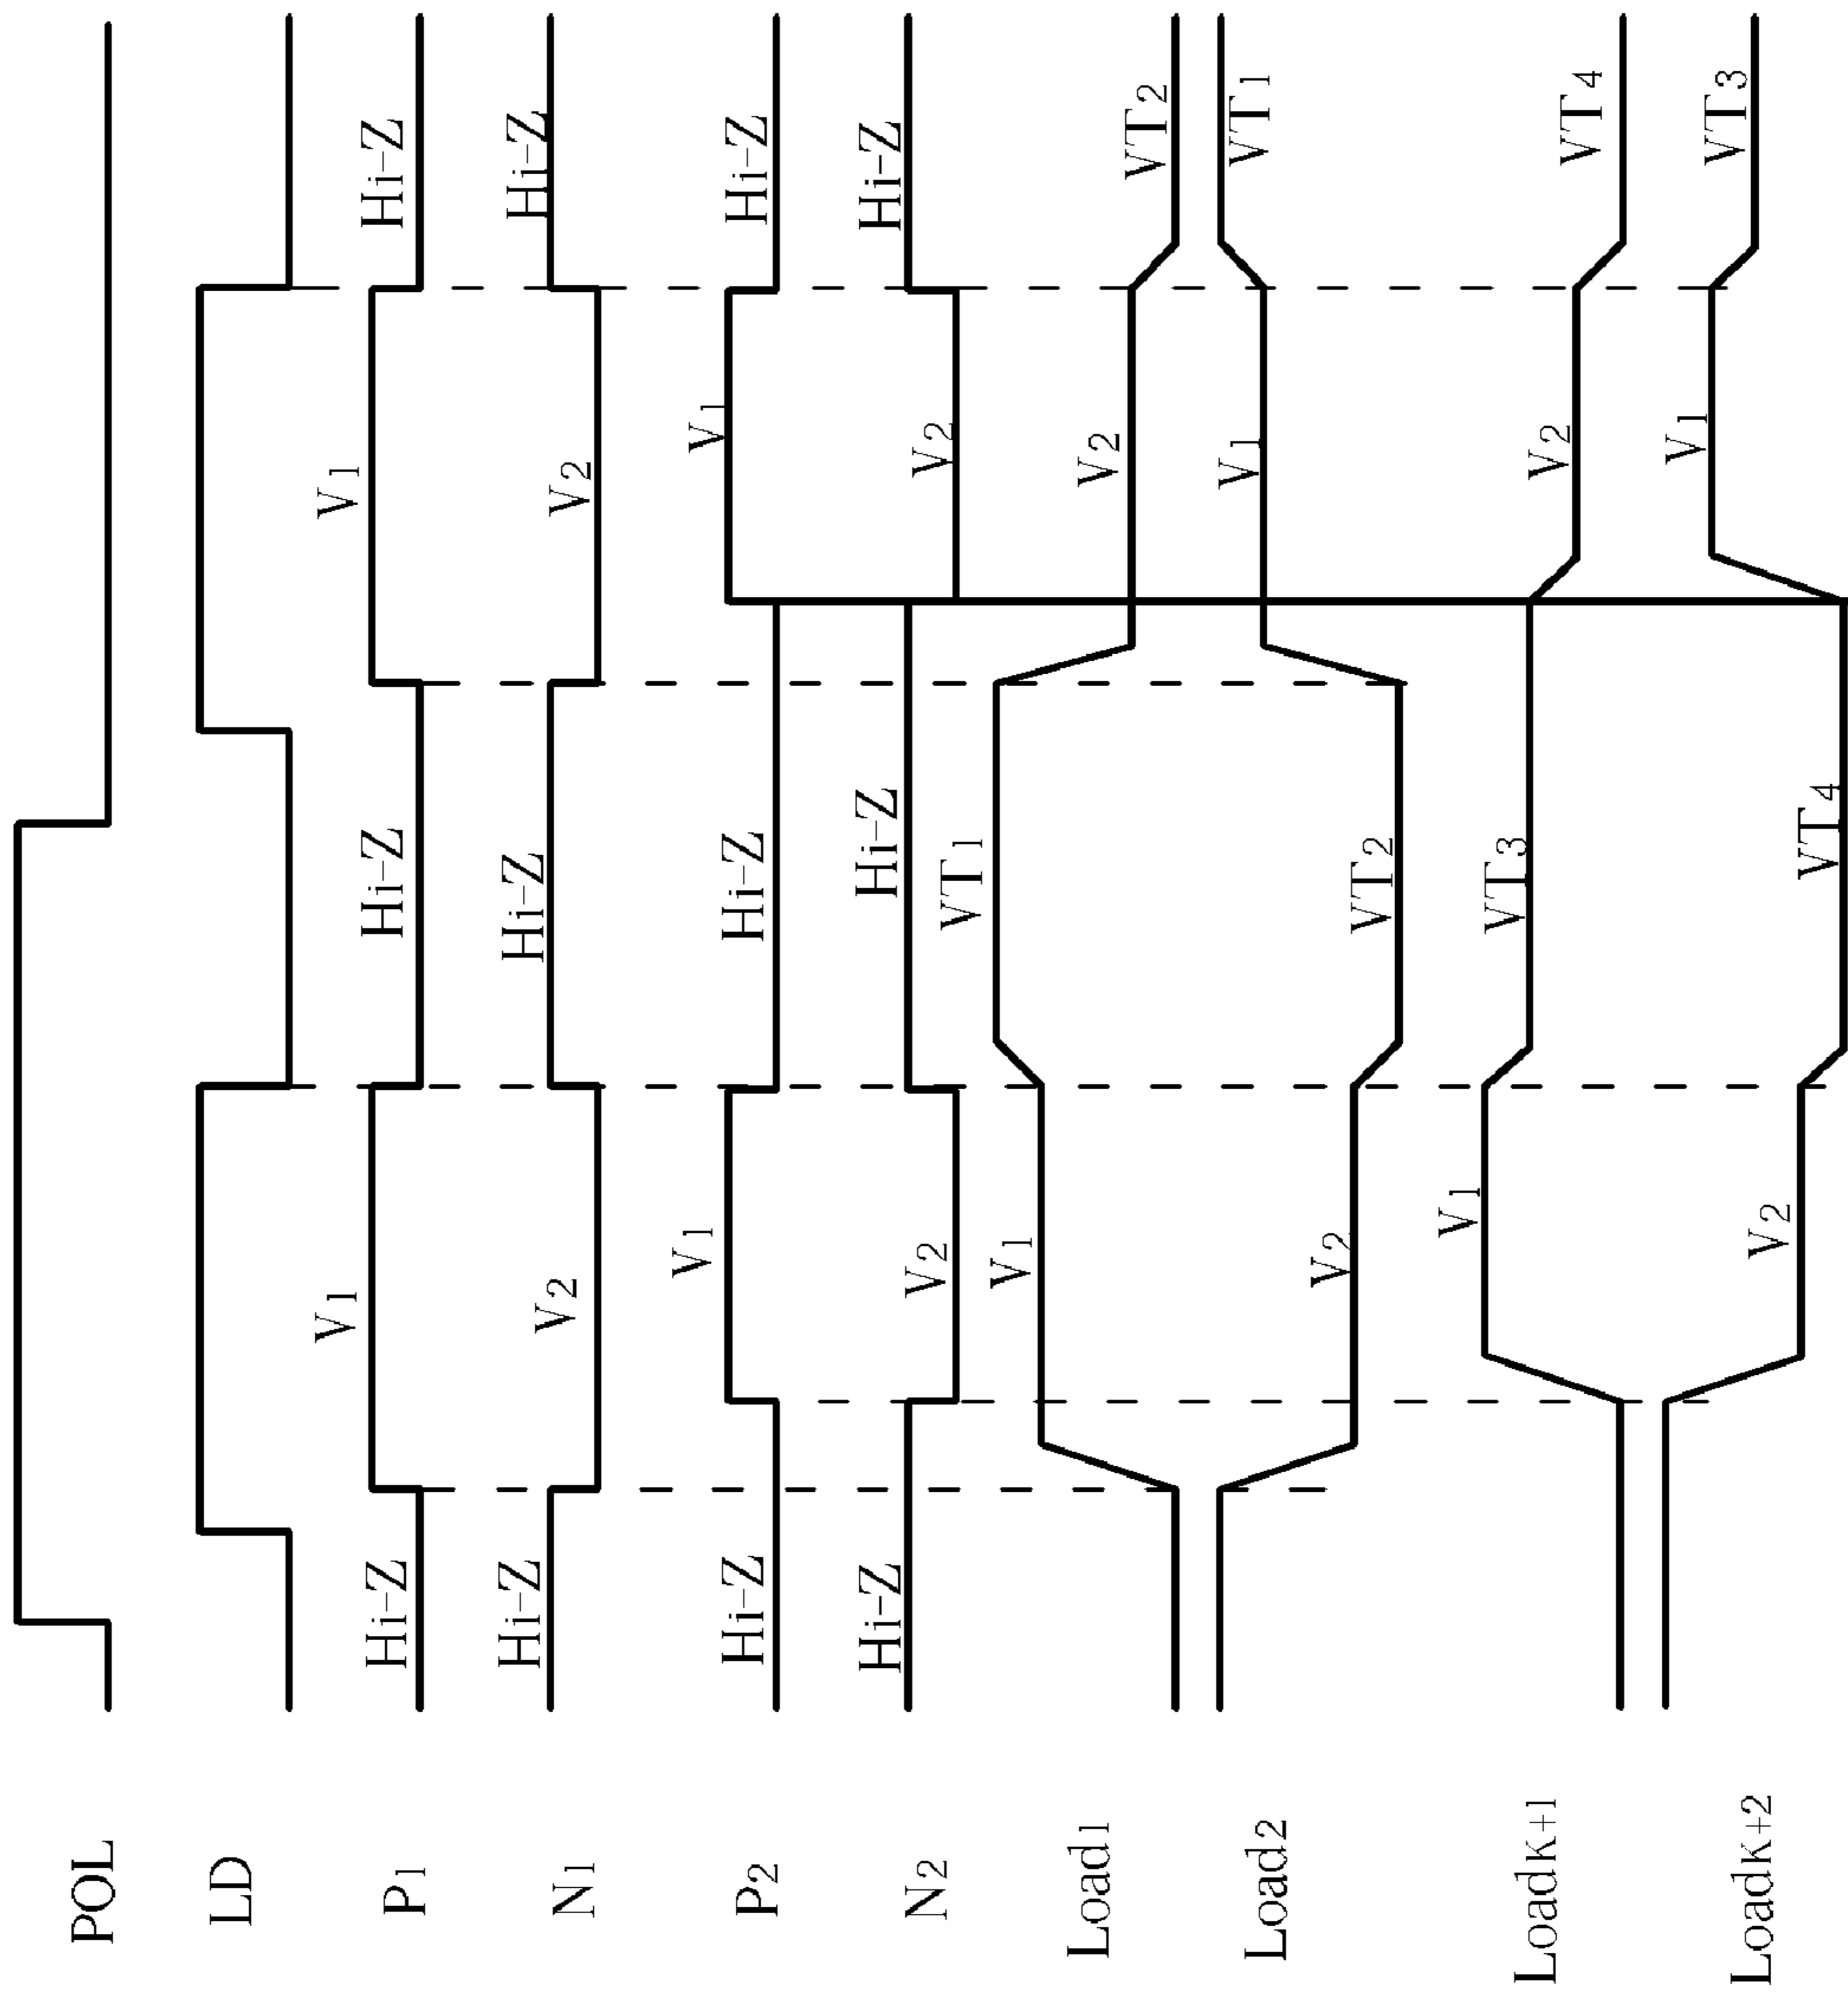 POL
LD
P1 Hi-Z V1 Hi-Z V1 Hi-Z
N1 Hi-Z V2 Hi-Z V2 Hi-Z
P2 Hi-Z V1 Hi-Z V1 Hi-Z
N2 Hi-Z V2 Hi-Z V2 Hi-Z
Load1 V1 VT1 V2 VT2
Load2 V2 VT2 V1 VT1
LoadK+1 V1 VT3 V2 VT4
LoadK+2 V2 VT4 V1 VT3